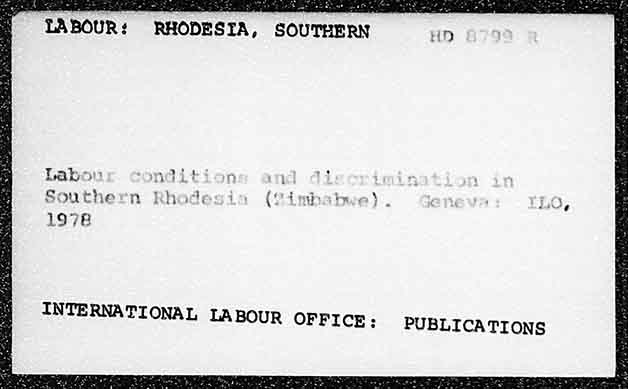 LABOUR: RHODESIA, SOUTHERN HD 8799 R
Labour conditions and discrimination in
Southern Rhodesia (Zimbabwe). Geneva: ILO,
1978
INTERNATIONAL LABOUR OFFICE: PUBLICATIONS